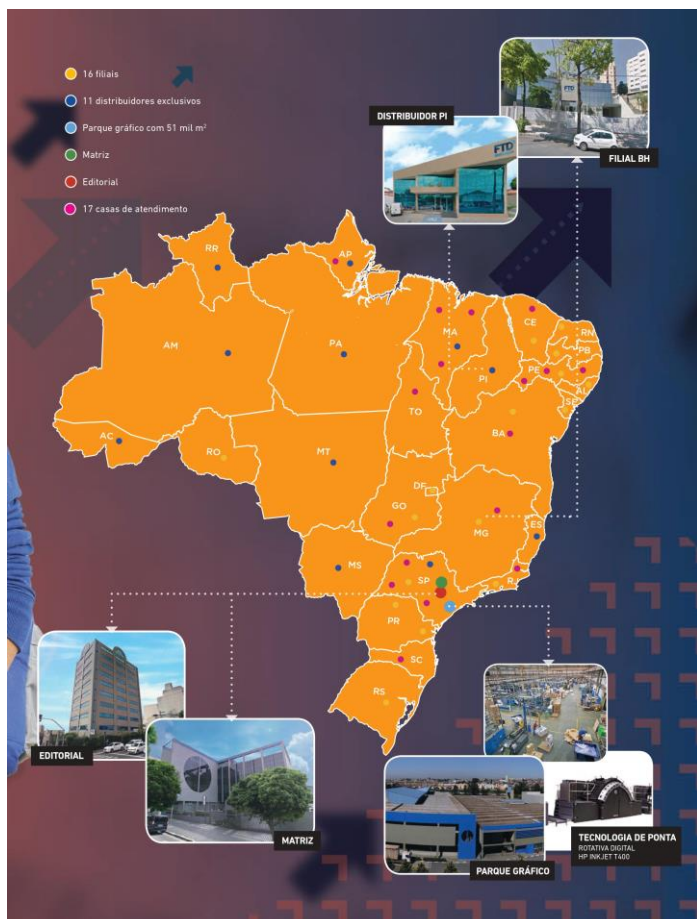 16 filiais
11 distribuidores exclusivos
Parque gráfico com 51 mil m²
Matriz
Editorial
17 casas de atendimento
DISTRIBUIDOR PI
FTD
FTD
FILIAL BH
RR
AP
AM
PA
MA
CE
RN
PB
PE
AL
SE
PI
TO
BA
AC
RO
MT
DF
GO
MG
ES
MS
SP
RJ
PR
SC
RS
EDITORIAL
MATRIZ
PARQUE GRÁFICO
TECNOLOGIA DE PONTA
ROTATIVA DIGITAL
HP INKJET T400